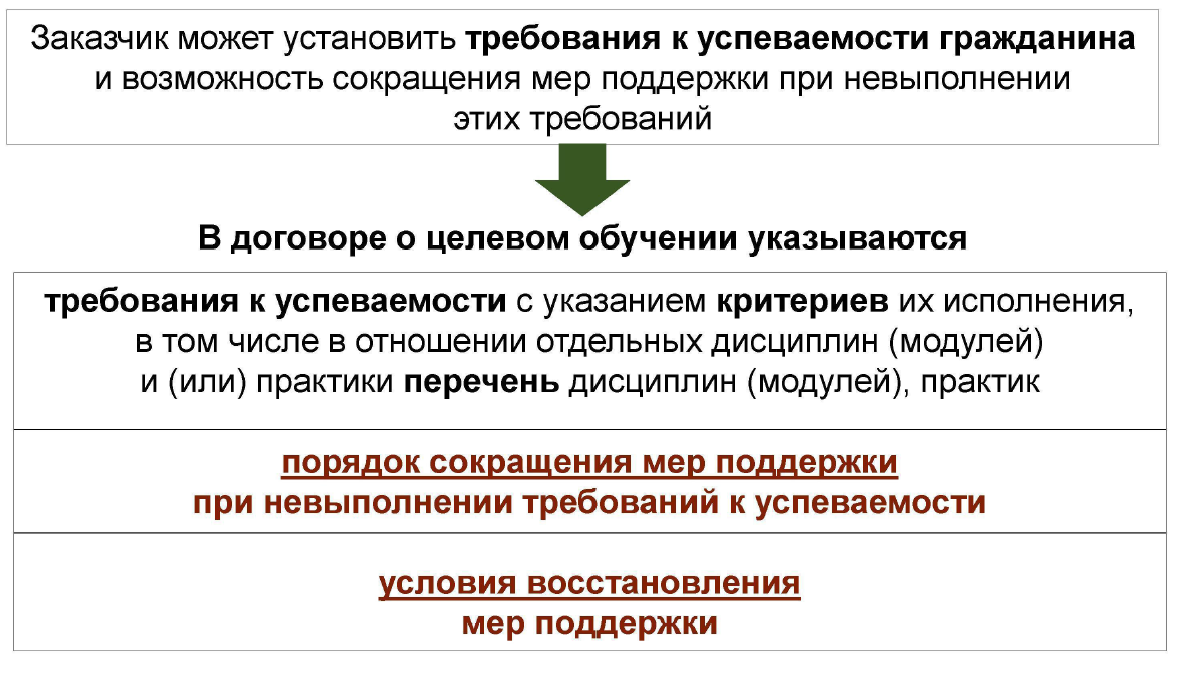 Заказчик может установить требования к успеваемости гражданина
и возможность сокращения мер поддержки при невыполнении
этих требований
В договоре о целевом обучении указываются
требования к успеваемости с указанием критериев их исполнения,
в том числе в отношении отдельных дисциплин (модулей)
и (или) практики перечень дисциплин (модулей), практик
порядок сокращения мер поддержки
при невыполнении требований к успеваемости
условия восстановления
мер поддержки